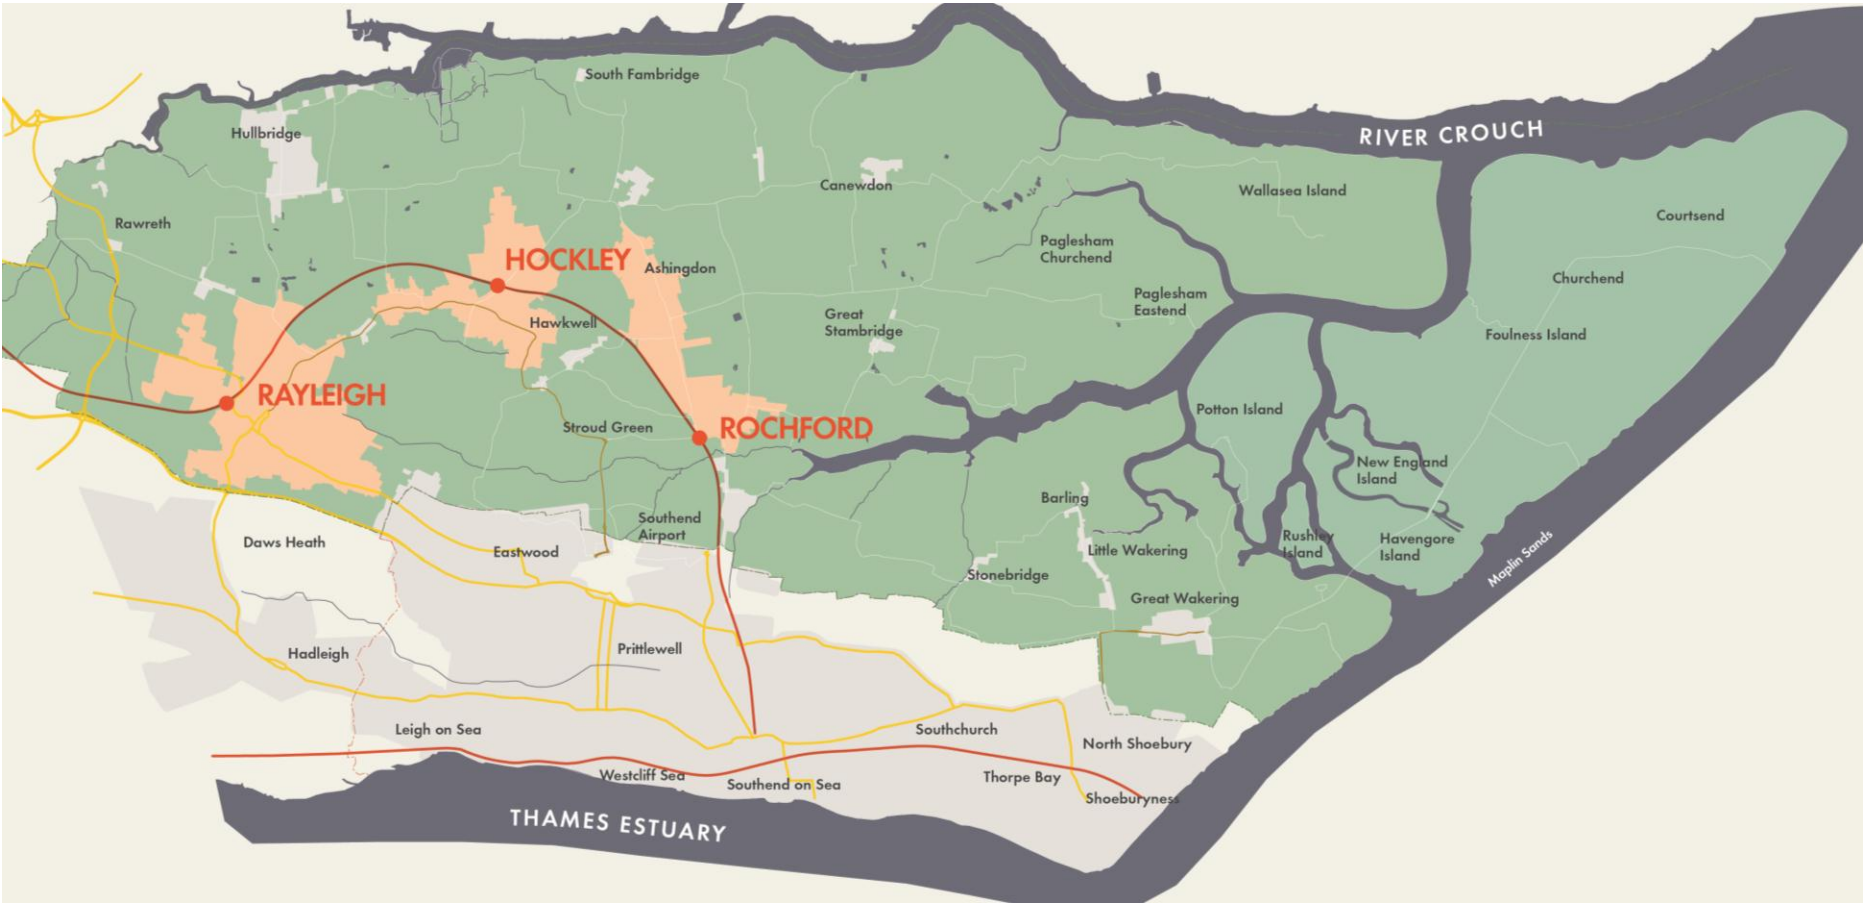 South Fambridge
Hullbridge
RIVER CROUCH
Canewdon
Wallasea Island
Rawreth
Courtsend
HOCKLEY
Ashingdon
Paglesham
Churchend
Churchend
Paglesham
Eastend
Hawkwell
Great
Stambridge
Foulness Island
RAYLEIGH
Potton Island
Stroud Green
ROCHFORD
New England
Island
Barling
Southend
Airport
Daws Heath
Eastwood
Little Wakering
Rushley
Island
Havengore
Island
Maplin Sands
Stonebridge
Great Wakering
Hadleigh
Prittlewell
Leigh on Sea
Southchurch
North Shoebury
Westcliff Sea
Southend on Sea
Thorpe Bay
Shoeburyness
THAMES ESTUARY